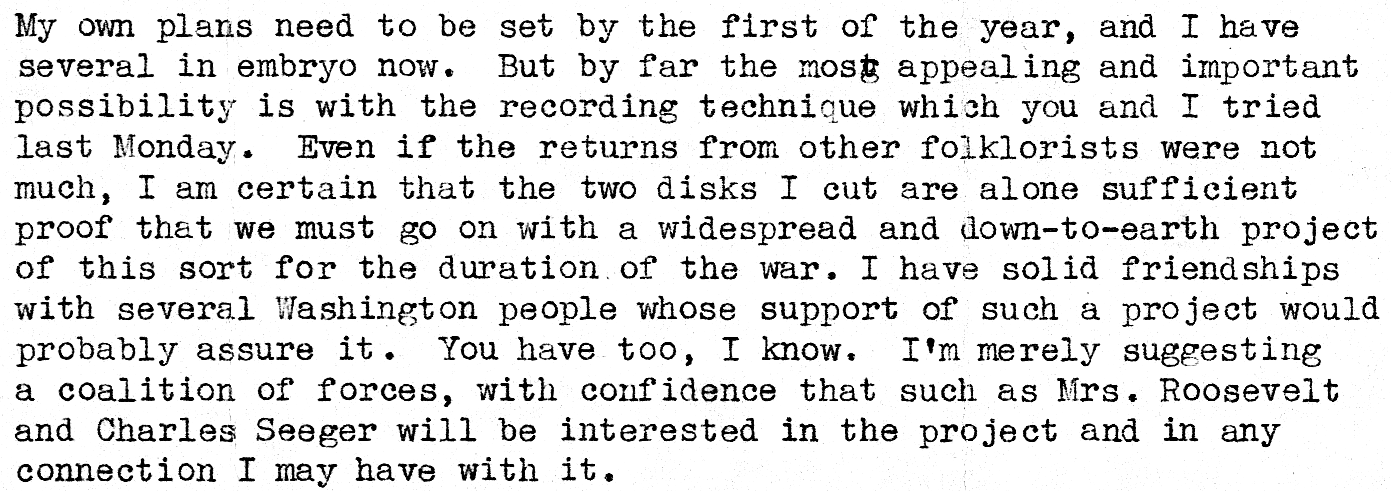 My own plans need to be set by the first of the year, and I have
several in embryo now.  But by far the most appealing and important
possibility is with the recording technique which you and I tried
last Monday.  Even if the returns from other folklorists were not
much, I am certain that the two disks I cut are alone sufficient
proof that we must go on with a widespread and down-to-earth project
of this sort for the duration of the war. I have solid friendships
with several Washington people whose support of such a project would
probably assure it.  You have too, I know.  I'm merely suggesting
a coalition of forces, with confidence that such as Mrs. Roosevelt
and Charles Seeger will be interested in the project and in any
connection I may have with it.